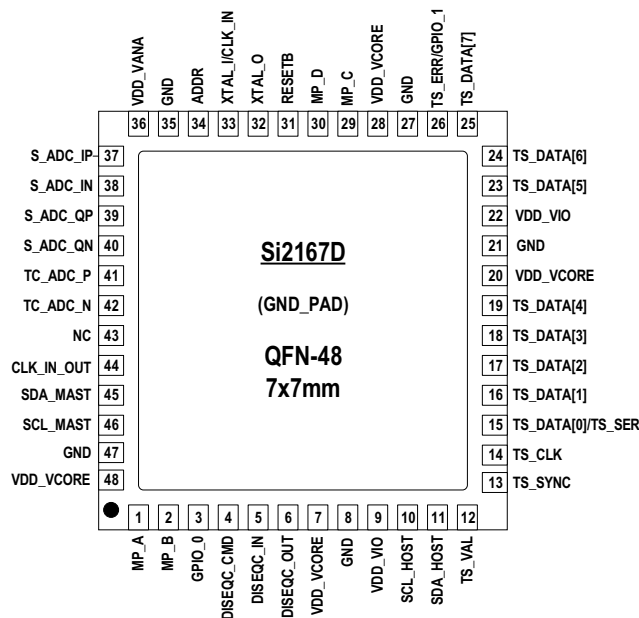 VDD_VANA
GND
ADDR
XTAL_I/CLK_IN
XTAL_O
RESETB
MP_D
MP_C
VDD_VCORE
GND
TS_ERR/GPIO_1
TS_DATA[7]
36 35 34 33 32 31 30 29 28 27 26 25
S_ADC_IP 37
S_ADC_IN 38
S_ADC_QP 39
S_ADC_QN 40
TC_ADC_P 41
TC_ADC_N 42
NC 43
CLK_IN_OUT 44
SDA_MAST 45
SCL_MAST 46
GND 47
VDD_VCORE 48
Si2167D
(GND_PAD)
QFN-48
7x7mm
24 TS_DATA[6]
23 TS_DATA[5]
22 VDD_VIO
21 GND
20 VDD_VCORE
19 TS_DATA[4]
18 TS_DATA[3]
17 TS_DATA[2]
16 TS_DATA[1]
15 TS_DATA[0]/TS_SER
14 TS_CLK
13 TS_SYNC
1 2 3 4 5 6 7 8 9 10 11 12
MP_A
MP_B
GPIO_0
DISEQC_CMD
DISEQC_IN
DISEQC_OUT
VDD_VCORE
GND
VDD_VIO
SCL_HOST
SDA_HOST
TS_VAL